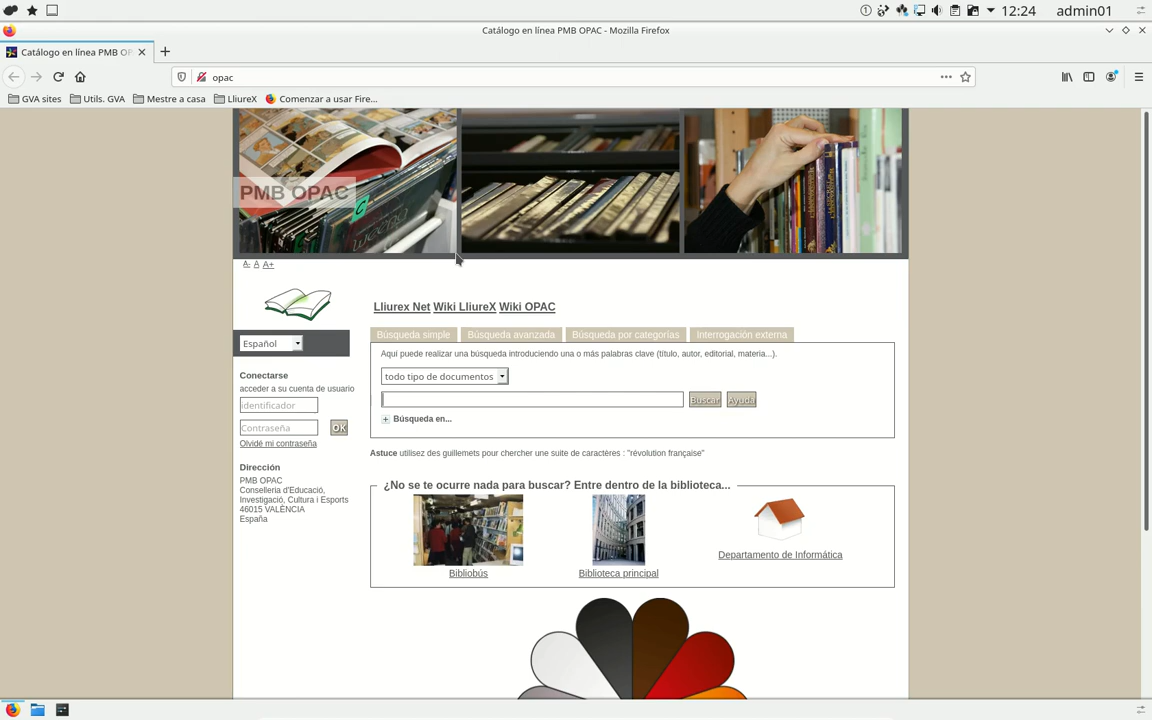 12:24 admin01
Catálogo en línea PMB OPAC - Mozilla Firefox
Catálogo en línea PMB OP
opac
GVA sites Utils. GVA Mestre a casa LliureX Comenzar a usar Fire...
PMB OPAC
A- A A+
Lliurex Net Wiki LliureX Wiki OPAC
Español
Búsqueda simple Búsqueda avanzada Búsqueda por categorías Interrogación externa
Aquí puede realizar una búsqueda introduciendo una o más palabras clave (título, autor, editorial, materia...).
todo tipo de documentos
Buscar Ayuda
Búsqueda en...
Conectarse
acceder a su cuenta de usuario
identificador
Contraseña OK
Olvidé mi contraseña
Astuce utilisez des guillemets pour chercher une suite de caractères : "révolution française"
Dirección
PMB OPAC
Conselleria d'Educació,
Investigació, Cultura i Esports
46015 VALÈNCIA
España
¿No se te ocurre nada para buscar? Entre dentro de la biblioteca...
Bibliobús
Biblioteca principal
Departamento de Informática